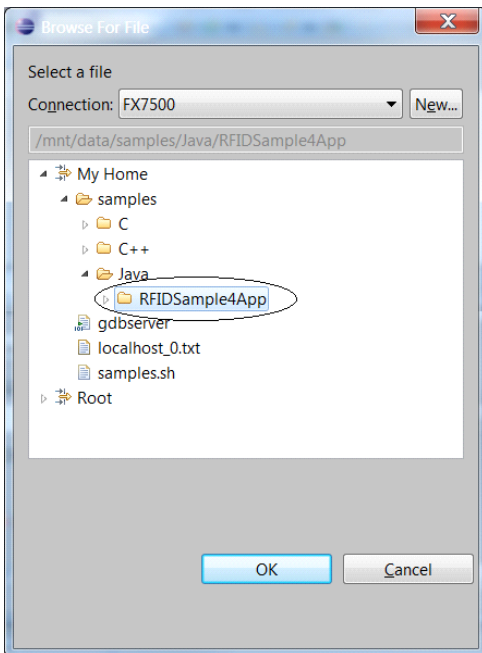 Browse For File
Select a file
Connection: FX7500 New...
/mnt/data/samples/Java/RFIDSample4App
My Home
samples
C
C++
Java
RFIDSample4App
gdbserver
localhost_0.txt
samples.sh
Root
OK Cancel